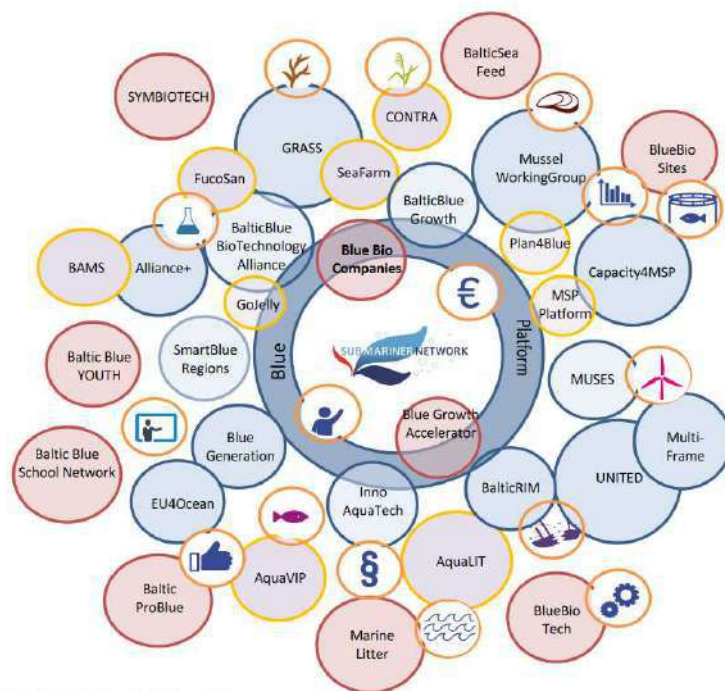 BalticSea
Feed
SYMBIOTECH
CONTRA
GRASS
Mussel
WorkingGroup
BlueBio
Sites
FucoSan
SeaFarm
BalticBlue
Growth
BalticBlue
BioTechnology
Alliance
Blue Bio
Companies
Plan4Blue
BAMS
Alliance+
Capacity4MSP
GoJelly
€
MSP
Platform
SmartBlue
Regions
Blue
SUBMARINER NETWORK
Platform
Baltic Blue
YOUTH
MUSES
Blue Growth
Accelerator
Multi-
Frame
Baltic Blue
School Network
Blue
Generation
BalticRIM
UNITED
EU4Ocean
Inno
AquaTech
AquaVIP
§
AquaLIT
Baltic
ProBlue
Marine
Litter
BlueBio
Tech